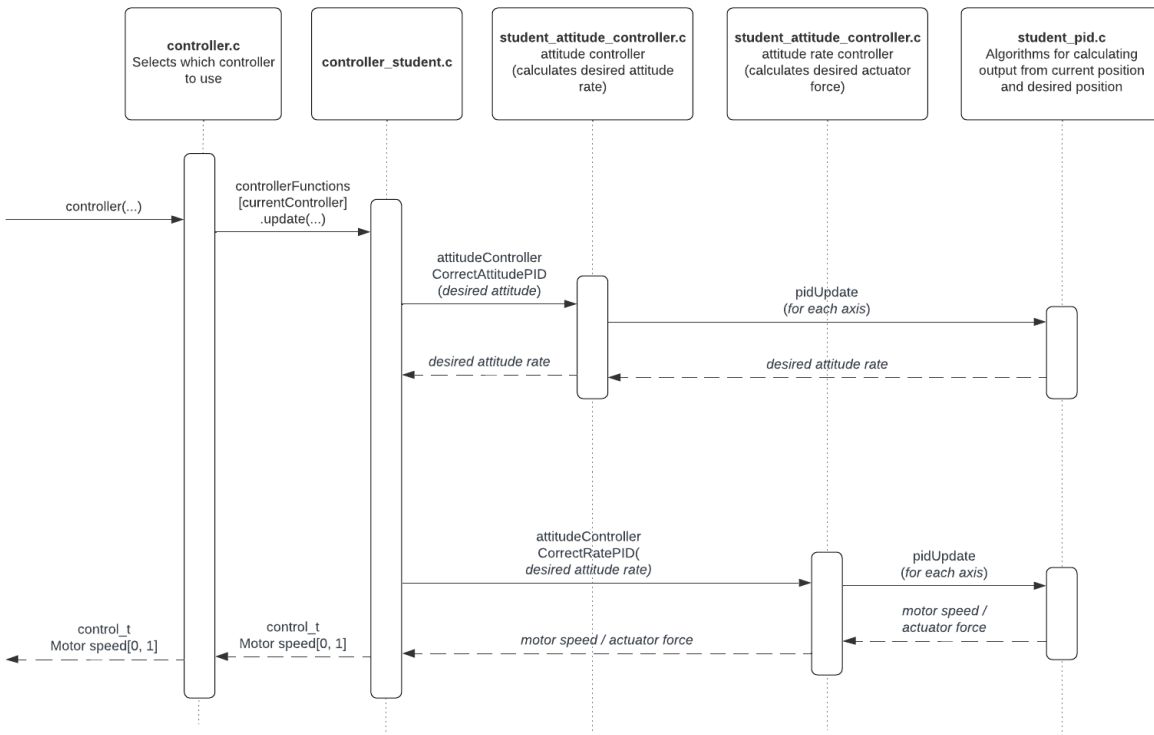 controller.c
Selects which controller
to use
controller_student.c
student_attitude_controller.c
attitude controller
(calculates desired attitude
rate)
student_attitude_controller.c
attitude rate controller
(calculates desired actuator
force)
student_pid.c
Algorithms for calculating
output from current position
and desired position
controller(...)
controllerFunctions
[currentController]
.update(...)
attitudeController
CorrectAttitudePID
(desired attitude)
pidUpdate
(for each axis)
desired attitude rate
desired attitude rate
attitudeController
CorrectRatePID(
desired attitude rate)
pidUpdate
(for each axis)
motor speed /
actuator force
motor speed / actuator force
control_t
Motor speed[0, 1]
control_t
Motor speed[0, 1]